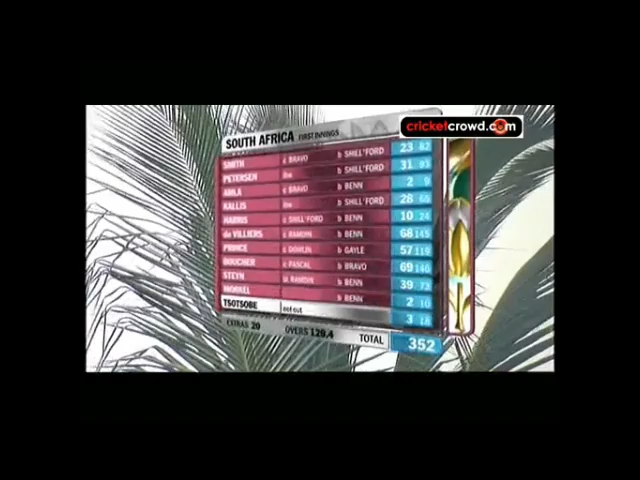 cricketcrowd.com
SOUTH AFRICA FIRST INNINGS
SMITH c BRAVO b SHILL'FORD 23 82
PETERSEN lbw b SHILL'FORD 31 93
AMLA c BRAVO b BENN 2 9
KALLIS lbw b SHILL'FORD 28 65
HARRIS c SHILL'FORD b BENN 10 24
de VILLIERS c RAMDIN b BENN 68 145
PRINCE c DOWLIN b GAYLE 57 115
BOUCHER c PASCAL b BRAVO 69 146
STEYN st RAMDIN b BENN 39 73
MORKEL b BENN 2 10
TSOTSOBE not out 3 18
EXTRAS 20 OVERS 129.4 TOTAL 352